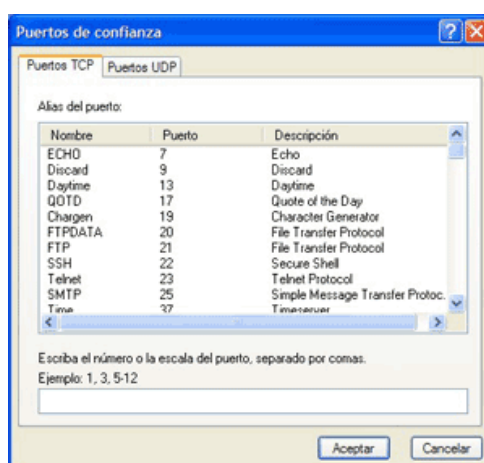 Puertos de confianza
Puertos TCP Puertos UDP
Alias del puerto:
Nombre Puerto Descripción
ECHO 7 Echo
Discard 9 Discard
Daytime 13 Daytime
QOTD 17 Quote of the Day
Chargen 19 Character Generator
FTPDATA 20 File Transfer Protocol
FTP 21 File Transfer Protocol
SSH 22 Secure Shell
Telnet 23 Telnet Protocol
SMTP 25 Simple Message Transfer Protoc.
Time 37 Timeserver
Escriba el número o la escala del puerto, separado por comas.
Ejemplo: 1, 3, 5-12
Aceptar Cancelar